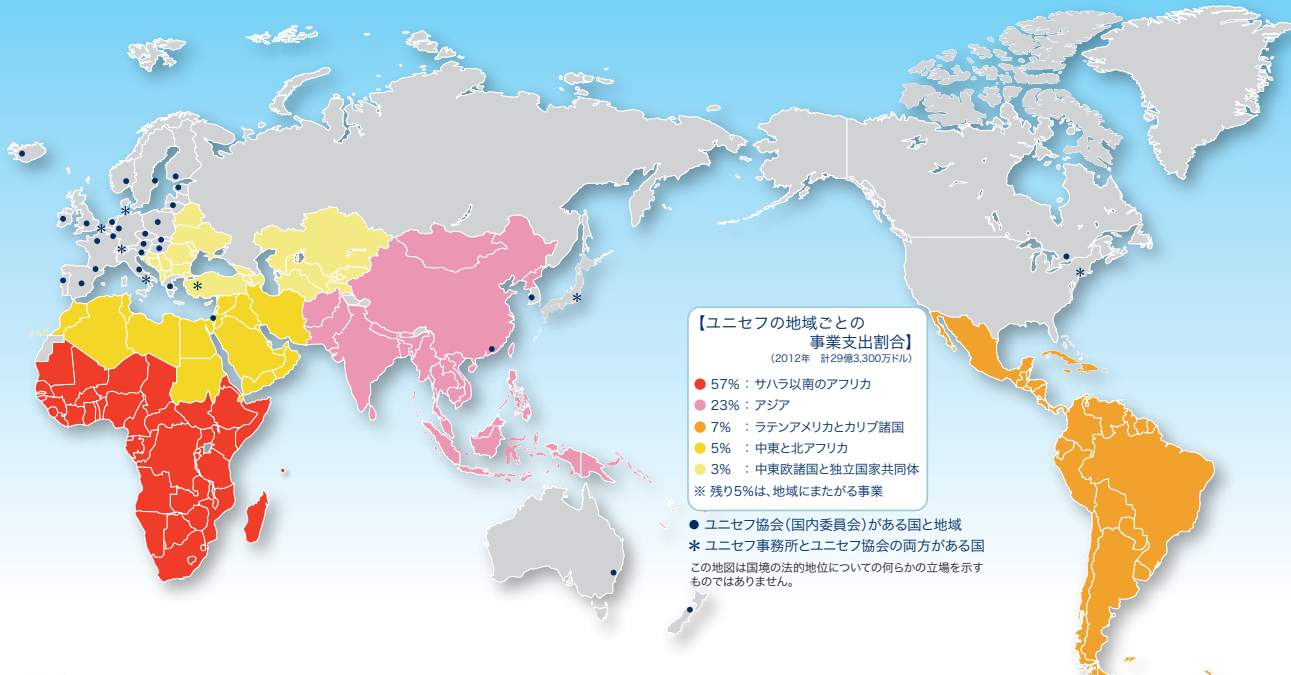 【ユニセフの地域ごとの
事業支出割合】
（2012年　計29億3,300万ドル）
● 57% ： サハラ以南のアフリカ
● 23% ： アジア
● 7% ： ラテンアメリカとカリブ諸国
● 5% ： 中東と北アフリカ
● 3% ： 中東欧諸国と独立国家共同体
※ 残り5%は、地域にまたがる事業
● ユニセフ協会（国内委員会）がある国と地域
＊ ユニセフ事務所とユニセフ協会の両方がある国
この地図は国境の法的地位についての何らかの立場を示す
ものではありません。